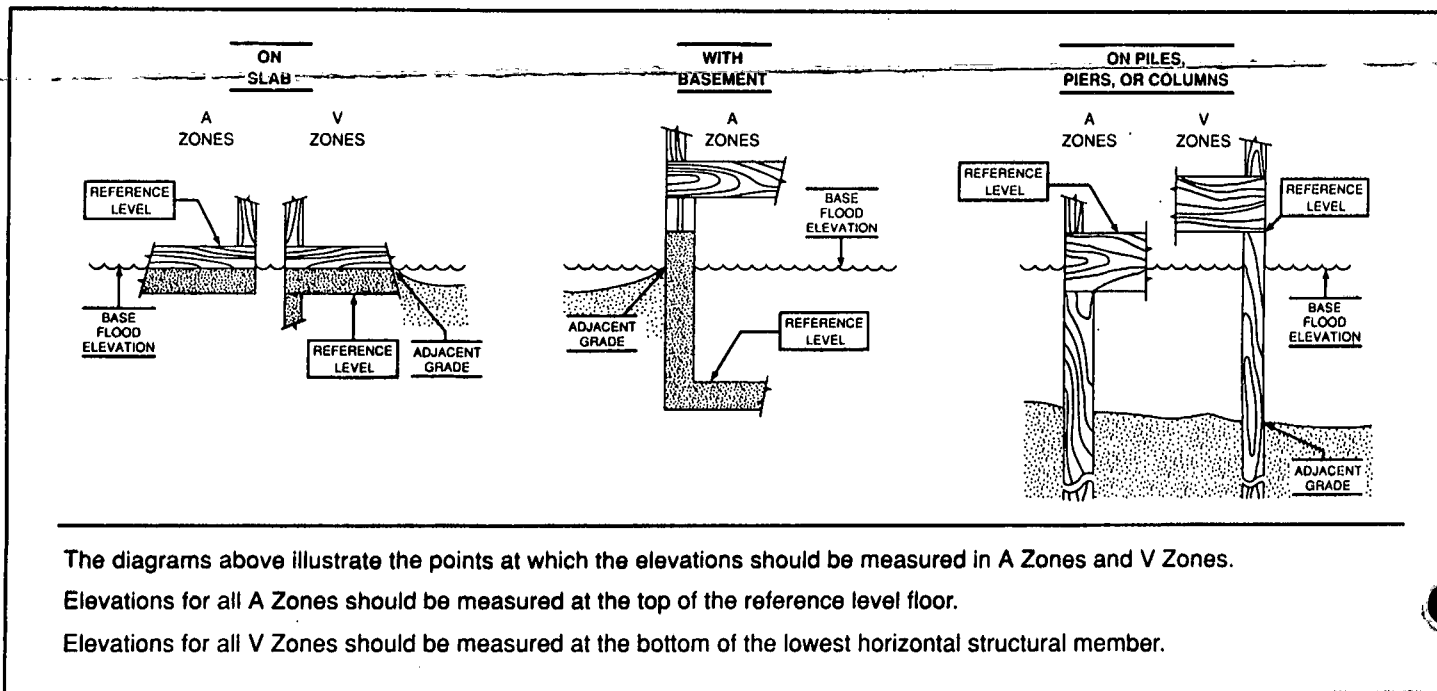 ON
SLAB
A
ZONES
V
ZONES
REFERENCE
LEVEL
BASE
FLOOD
ELEVATION
REFERENCE
LEVEL
ADJACENT
GRADE
WITH
BASEMENT
A
ZONES
BASE
FLOOD
ELEVATION
ADJACENT
GRADE
REFERENCE
LEVEL
ON PILES,
PIERS, OR COLUMNS
A
ZONES
V
ZONES
REFERENCE
LEVEL
REFERENCE
LEVEL
BASE
FLOOD
ELEVATION
ADJACENT
GRADE
The diagrams above illustrate the points at which the elevations should be measured in A Zones and V Zones.
Elevations for all A Zones should be measured at the top of the reference level floor.
Elevations for all V Zones should be measured at the bottom of the lowest horizontal structural member.